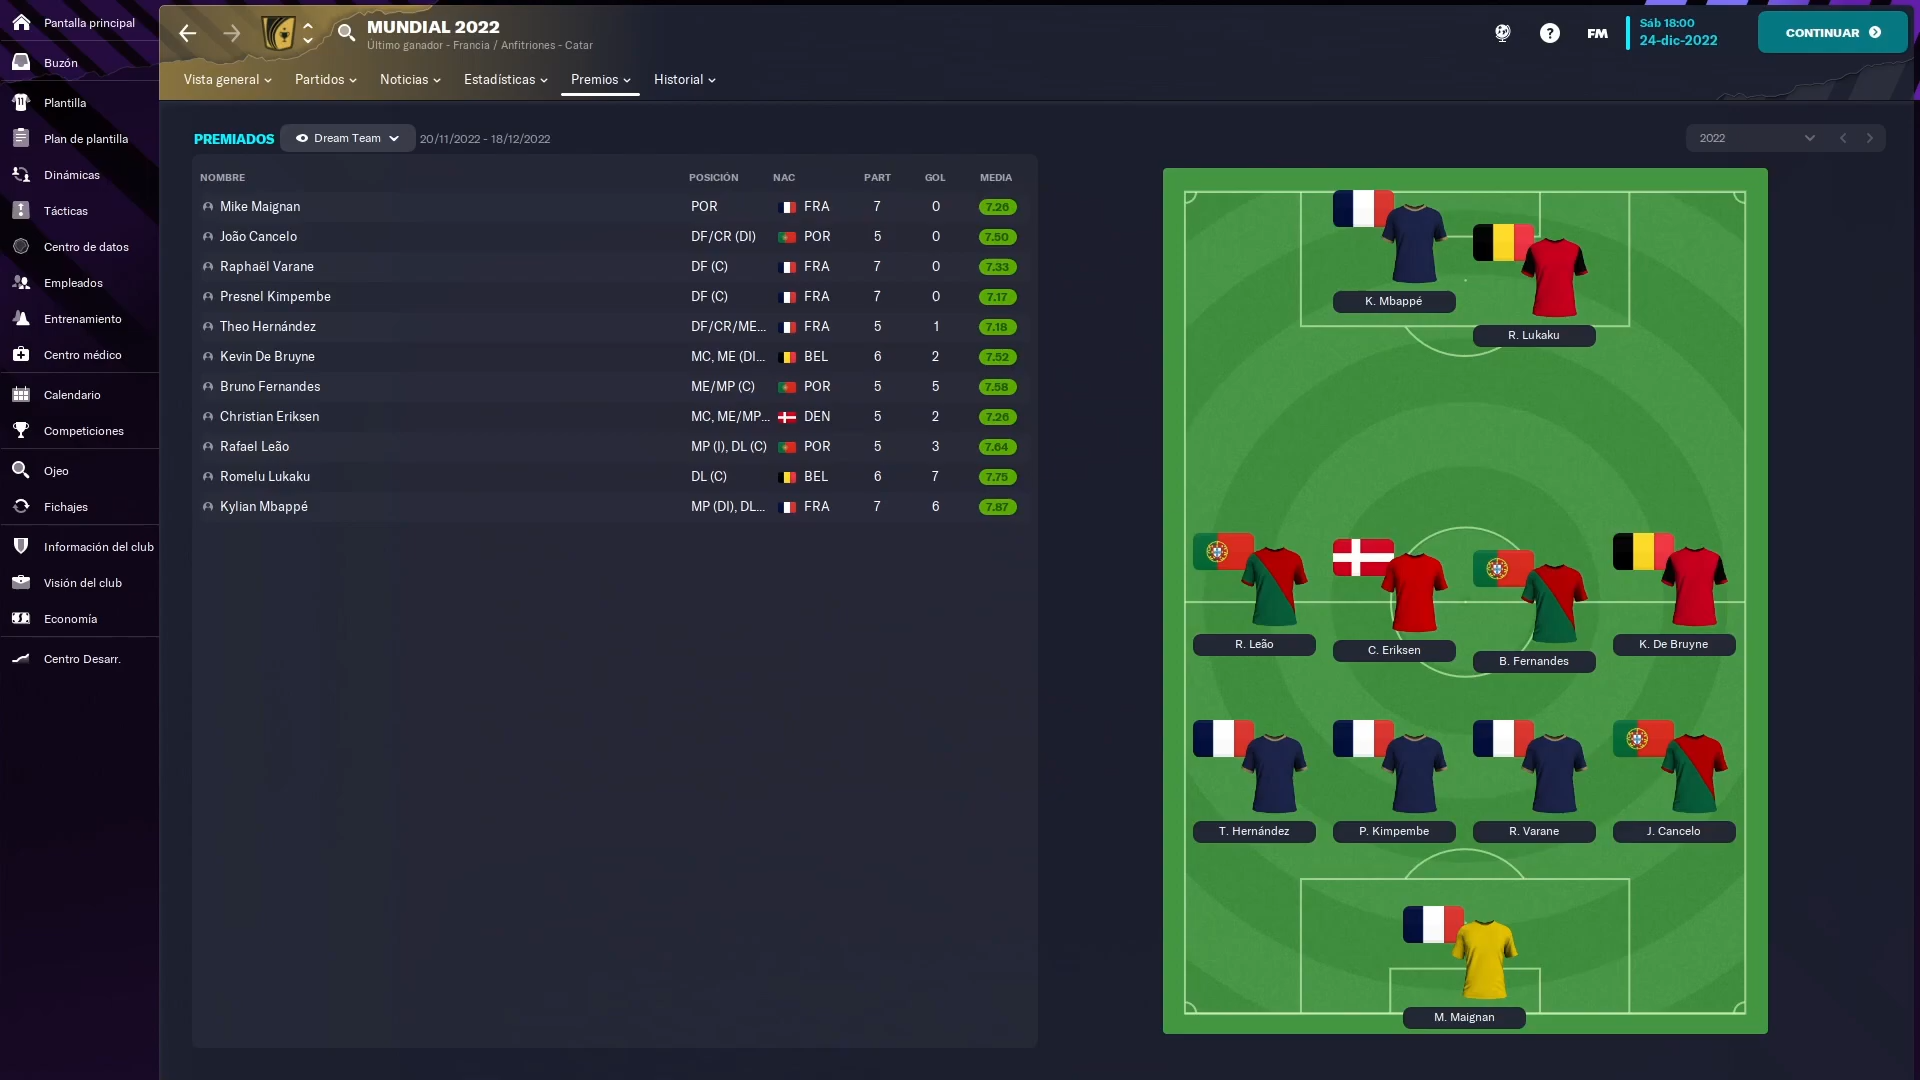 Pantalla principal
Buzón
Plantilla
Plan de plantilla
Dinámicas
Tácticas
Centro de datos
Empleados
Entrenamiento
Centro médico
Calendario
Competiciones
Ojeo
Fichajes
Información del club
Visión del club
Economía
Centro Desarr.
MUNDIAL 2022
Último ganador - Francia / Anfitriones - Catar
FM
Sáb 18:00
24-dic-2022
CONTINUAR
Vista general Partidos Noticias Estadísticas Premios Historial
PREMIADOS Dream Team 20/11/2022 - 18/12/2022
2022
NOMBRE POSICIÓN NAC PART GOL MEDIA
Mike Maignan POR FRA 7 0 7.26
João Cancelo DF/CR (DI) POR 5 0 7.50
Raphaël Varane DF (C) FRA 7 0 7.33
Presnel Kimpembe DF (C) FRA 7 0 7.17
Theo Hernández DF/CR/ME... FRA 5 1 7.18
Kevin De Bruyne MC, ME (DI... BEL 6 2 7.52
Bruno Fernandes ME/MP (C) POR 5 5 7.58
Christian Eriksen MC, ME/MP... DEN 5 2 7.26
Rafael Leão MP (I), DL (C) POR 5 3 7.64
Romelu Lukaku DL (C) BEL 6 7 7.75
Kylian Mbappé MP (DI), DL... FRA 7 6 7.87
K. Mbappé
R. Lukaku
R. Leão
C. Eriksen
B. Fernandes
K. De Bruyne
T. Hernández
P. Kimpembe
R. Varane
J. Cancelo
M. Maignan